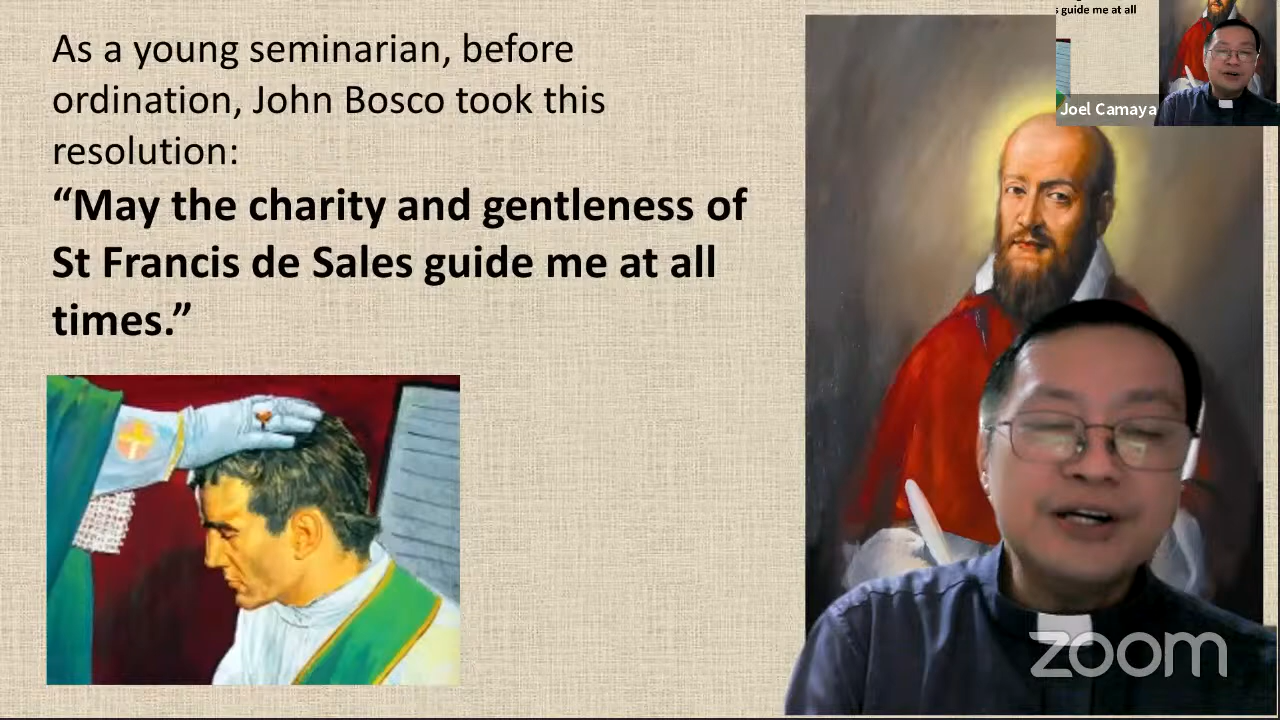 As a young seminarian, before
ordination, John Bosco took this
resolution:
“May the charity and gentleness of
St Francis de Sales guide me at all
times.”
s guide me at all
Joel Camaya
zoom